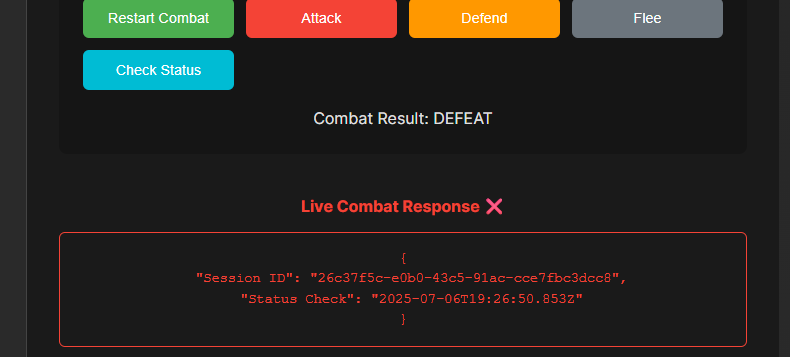 Restart Combat
Attack
Defend
Flee
Check Status
Combat Result: DEFEAT
Live Combat Response ❌
{
"Session ID": "26c37f5c-e0b0-43c5-91ac-cce7fbc3dcc8",
"Status Check": "2025-07-06T19:26:50.853Z"
}